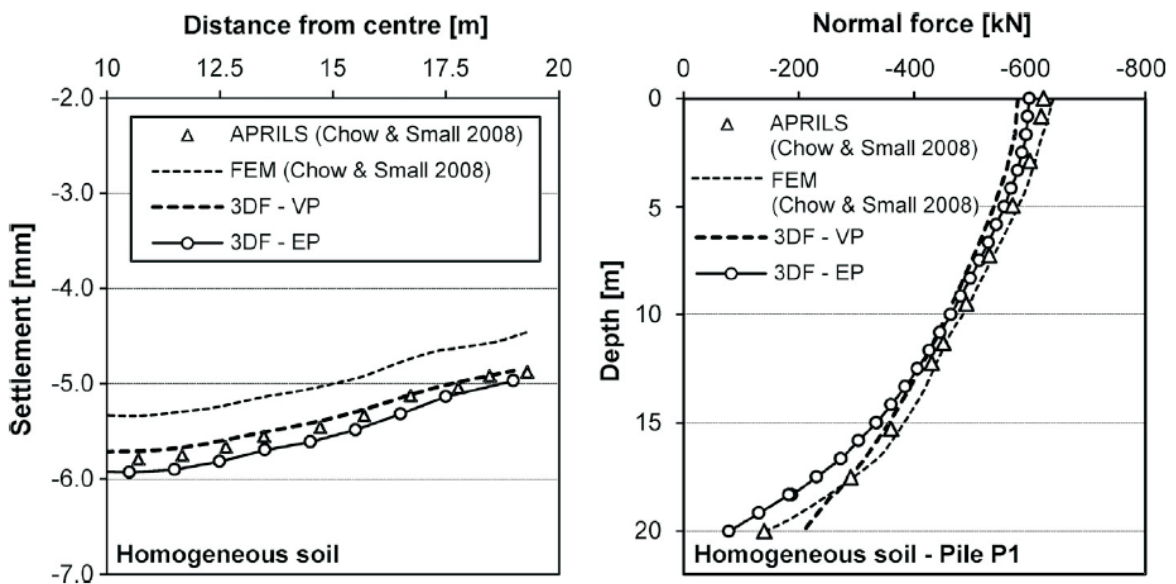 Distance from centre [m]
10 12.5 15 17.5 20
-2.0
-3.0
-4.0
-5.0
-6.0
-7.0
Settlement [mm]
APRILS (Chow & Small 2008)
FEM (Chow & Small 2008)
3DF - VP
3DF - EP
Homogeneous soil
Normal force [kN]
0 -200 -400 -600 -800
0
5
10
15
20
Depth [m]
APRILS
(Chow & Small 2008)
FEM
(Chow & Small 2008)
3DF - VP
3DF - EP
Homogeneous soil - Pile P1